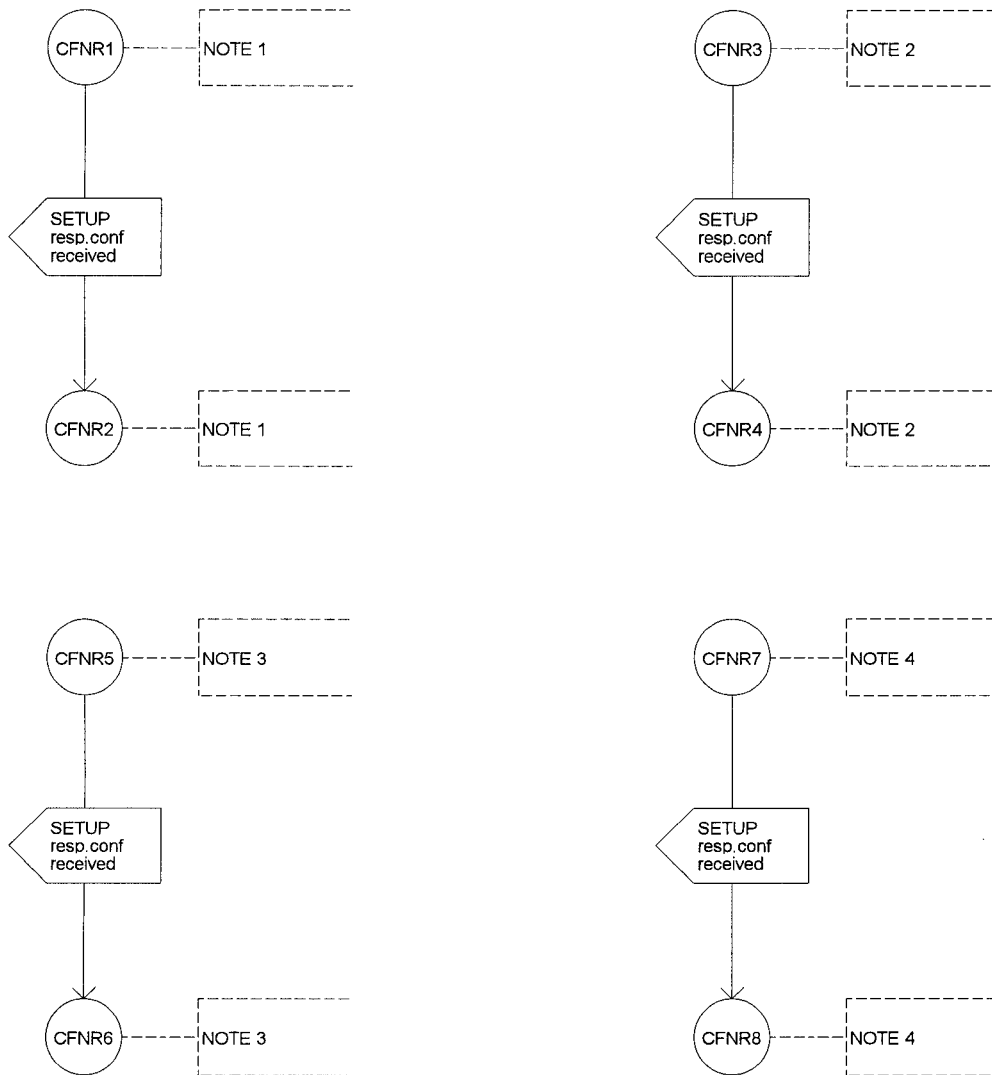 CFNR1
NOTE 1
CFNR3
NOTE 2
SETUP
resp.conf
received
SETUP
resp.conf
received
CFNR2
NOTE 1
CFNR4
NOTE 2
CFNR5
NOTE 3
CFNR7
NOTE 4
SETUP
resp.conf
received
SETUP
resp.conf
received
CFNR6
NOTE 3
CFNR8
NOTE 4